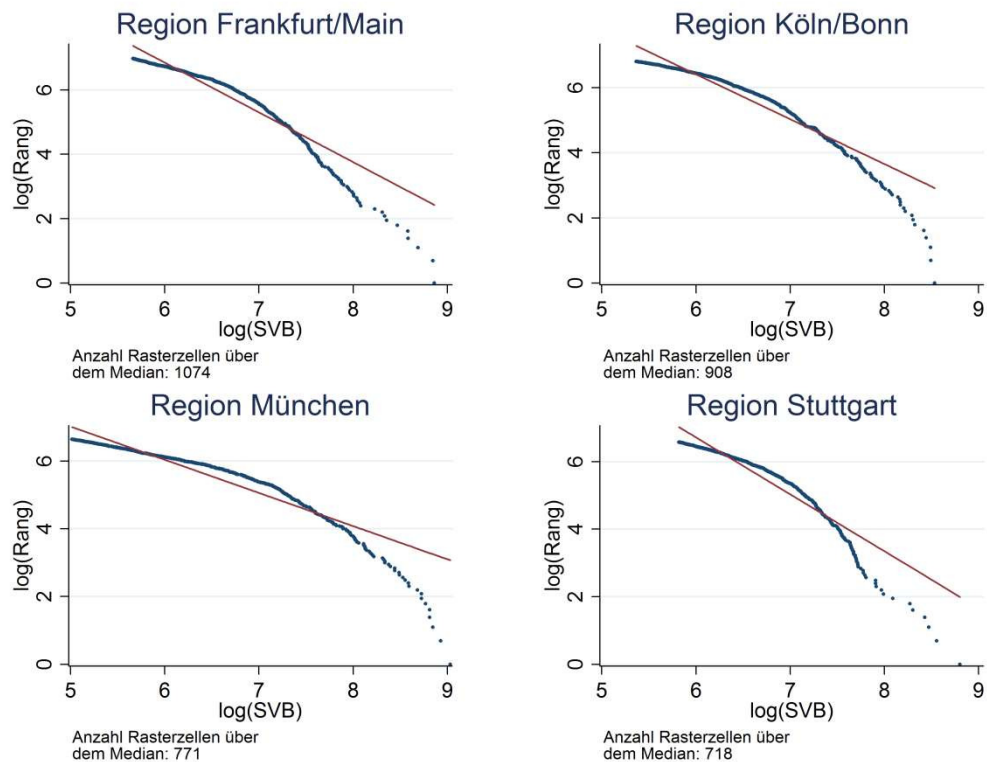 Region Frankfurt/Main
log(Rang)
0 2 4 6
5 6 7 8 9
log(SVB)
Anzahl Rasterzellen über
dem Median: 1074
Region Köln/Bonn
log(Rang)
0 2 4 6
5 6 7 8 9
log(SVB)
Anzahl Rasterzellen über
dem Median: 908
Region München
log(Rang)
0 2 4 6
5 6 7 8 9
log(SVB)
Anzahl Rasterzellen über
dem Median: 771
Region Stuttgart
log(Rang)
0 2 4 6
5 6 7 8 9
log(SVB)
Anzahl Rasterzellen über
dem Median: 718